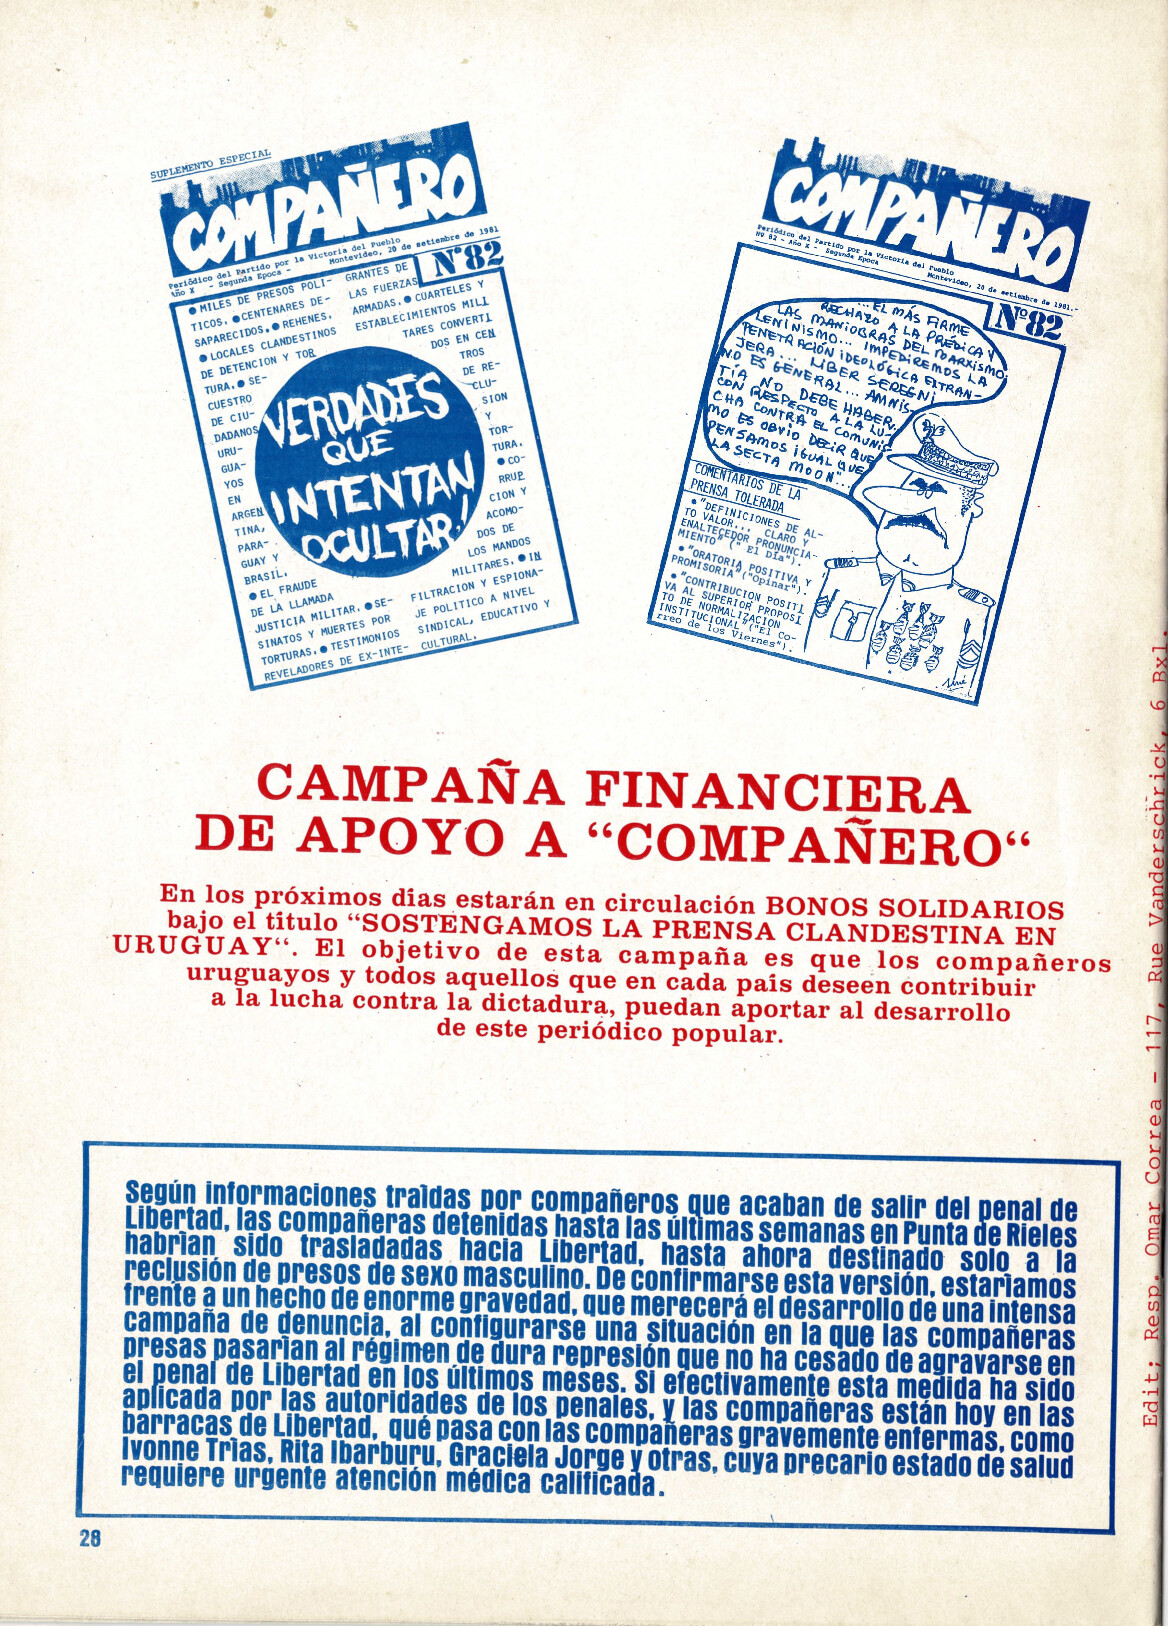 SUPLEMENTO ESPECIAL
COMPAÑERO
Periódico del Partido por la Victoria del Pueblo
Año X - Segunda Epoca - Montevideo, 20 de setiembre de 1981
Nº82
● MILES DE PRESOS POLI-
TICOS. ● CENTENARES DE-
SAPARECIDOS. ● REHENES.
● LOCALES CLANDESTINOS
DE DETENCION Y TOR
TURA. ● SE-
CUESTRO
DE CIU-
DADANOS
URU-
GUA-
YOS
EN
ARGEN
TINA,
PARA-
GUAY Y
BRASIL.
● EL FRAUDE
DE LA LLAMADA
JUSTICIA MILITAR. ● SE-
SINATOS Y MUERTES POR
TORTURAS. ● TESTIMONIOS
REVELADORES DE EX-INTE-
GRANTES DE
LAS FUERZAS
ARMADAS. ● CUARTELES Y
ESTABLECIMIENTOS MILI
TARES CONVERTI
DOS EN CEN
TROS
DE RE-
CLU-
SION
Y
TOR-
TURA.
● CO-
RRUP
CION Y
ACOMO-
DOS DE
LOS MANDOS
MILITARES. ● IN
FILTRACION Y ESPIONA-
JE POLITICO A NIVEL
SINDICAL, EDUCATIVO Y
CULTURAL.
VERDADES
QUE
INTENTAN
OCULTAR!
COMPAÑERO
Periódico del Partido por la Victoria del Pueblo
Nº 82 - Año X - Segunda Epoca Montevideo, 20 de setiembre de 1981.-
Nº82
"...EL MÁS FIRME
RECHAZO A LA PRÉDICA Y
LAS MANIOBRAS DEL MARXISMO
LENINISMO... IMPEDIREMOS LA
PENETRACIÓN IDEOLÓGICA EXTRAN-
JERA... LIBER SEREGNI
NO ES GENERAL... AMNIS-
TÍA NO DEBE HABER.
CON RESPECTO A LA LU-
CHA CONTRA EL COMUNIS-
MO ES OBVIO DECIR QUE
PENSAMOS IGUAL QUE
LA SECTA MOON"...
COMENTARIOS DE LA
PRENSA TOLERADA
● "DEFINICIONES DE AL-
TO VALOR... CLARO Y
ENALTECEDOR PRONUNCIA-
MIENTO" (" El Día").
● "ORATORIA POSITIVA Y
PROMISORIA"("Opinar").
● "CONTRIBUCION POSITI
VA AL SUPERIOR PROPOSI
TO DE NORMALIZACION
INSTITUCIONAL"("El Co-
rreo de los Viernes").
CAMPAÑA FINANCIERA
DE APOYO A “COMPAÑERO“
En los próximos días estarán en circulación BONOS SOLIDARIOS
bajo el título “SOSTENGAMOS LA PRENSA CLANDESTINA EN
URUGUAY“. El objetivo de esta campaña es que los compañeros
uruguayos y todos aquellos que en cada país deseen contribuir
a la lucha contra la dictadura, puedan aportar al desarrollo
de este periódico popular.
Según informaciones traídas por compañeros que acaban de salir del penal de
Libertad, las compañeras detenidas hasta las últimas semanas en Punta de Rieles
habrían sido trasladadas hacia Libertad, hasta ahora destinado solo a la
reclusión de presos de sexo masculino. De confirmarse esta versión, estaríamos
frente a un hecho de enorme gravedad, que merecerá el desarrollo de una intensa
campaña de denuncia, al configurarse una situación en la que las compañeras
presas pasarían al régimen de dura represión que no ha cesado de agravarse en
el penal de Libertad en los últimos meses. Si efectivamente esta medida ha sido
aplicada por las autoridades de los penales, y las compañeras están hoy en las
barracas de Libertad, qué pasa con las compañeras gravemente enfermas, como
Ivonne Trías, Rita Ibarburu, Graciela Jorge y otras, cuya precario estado de salud
requiere urgente atención médica calificada.
28
Edit; Resp. Omar Correa - 117, Rue Vanderschrick, 6 Bxl.